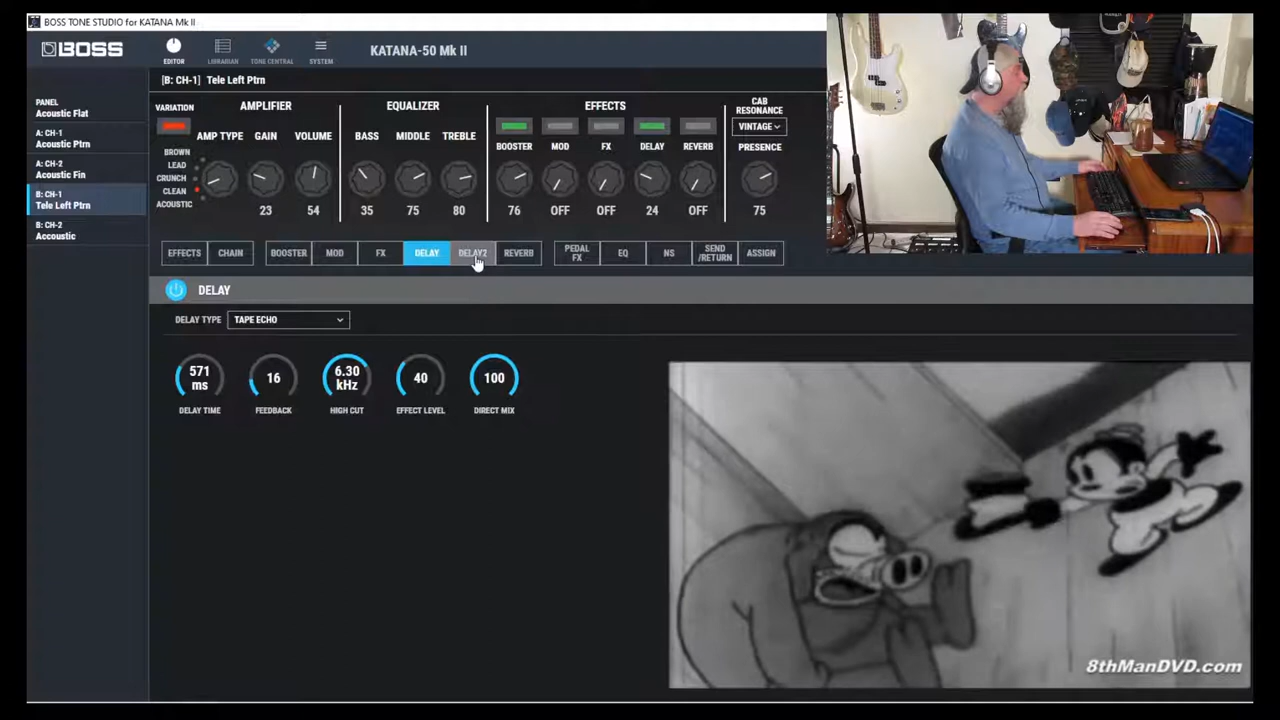 BOSS TONE STUDIO for KATANA Mk II
BOSS
EDITOR
LIBRARIAN
TONE CENTRAL
SYSTEM
KATANA-50 Mk II
[B: CH-1] Tele Left Ptrn
PANEL
Acoustic Flat
A: CH-1
Acoustic Ptrn
A: CH-2
Acoustic Fin
B: CH-1
Tele Left Ptrn
B: CH-2
Accoustic
VARIATION
AMPLIFIER
AMP TYPE GAIN VOLUME
BROWN
LEAD
CRUNCH
CLEAN
ACOUSTIC
23 54
EQUALIZER
BASS MIDDLE TREBLE
35 75 80
EFFECTS
BOOSTER MOD FX DELAY REVERB
76 OFF OFF 24 OFF
CAB
RESONANCE
VINTAGE
PRESENCE
75
EFFECTS CHAIN BOOSTER MOD FX DELAY DELAY2 REVERB
PEDAL
FX
EQ
NS
SEND
/RETURN
ASSIGN
DELAY
DELAY TYPE TAPE ECHO
571
ms
DELAY TIME
16
FEEDBACK
6.30
kHz
HIGH CUT
40
EFFECT LEVEL
100
DIRECT MIX
8thManDVD.com